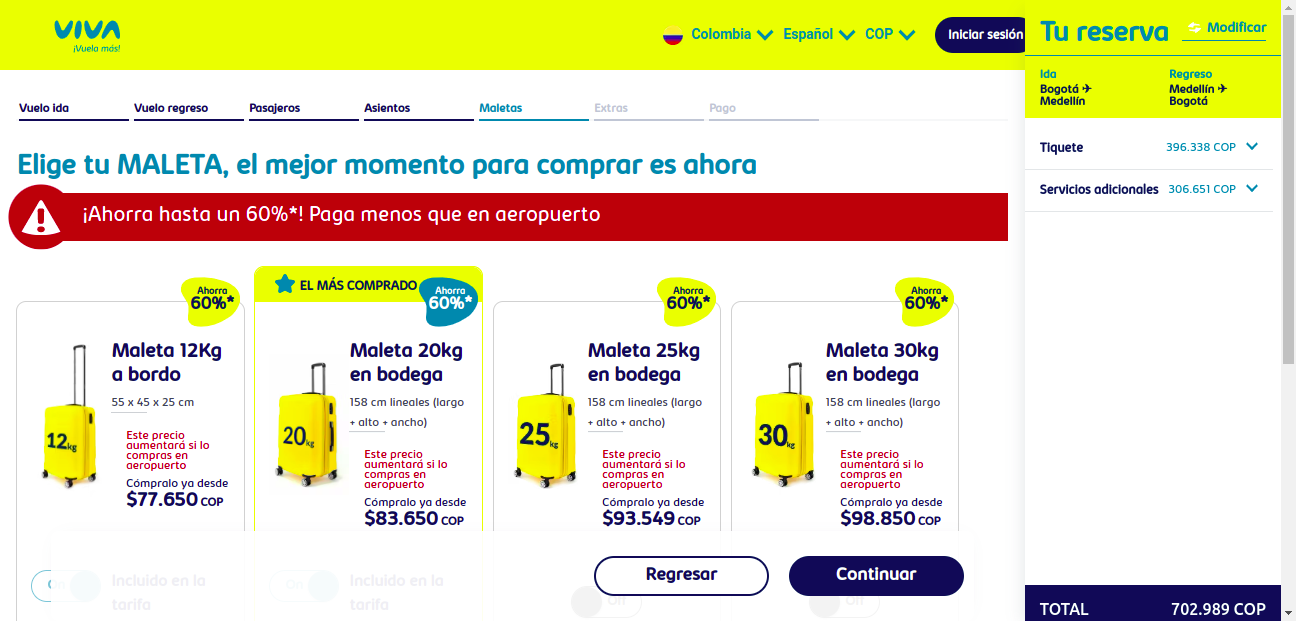 VIVA
¡Vuela más!
Colombia
Español
COP
Iniciar sesión
Tu reserva
Modificar
Ida
Bogotá ✈
Medellín
Regreso
Medellín ✈
Bogotá
Vuelo ida
Vuelo regreso
Pasajeros
Asientos
Maletas
Extras
Pago
Tiquete
396.338 COP
Servicios adicionales
306.651 COP
Elige tu MALETA, el mejor momento para comprar es ahora
¡Ahorra hasta un 60%*! Paga menos que en aeropuerto
Ahorra
60%*
Maleta 12Kg
a bordo
55 x 45 x 25 cm
12kg
Este precio
aumentará si lo
compras en
aeropuerto
Cómpralo ya desde
$77.650 COP
Incluido en la
tarifa
EL MÁS COMPRADO
Ahorra
60%*
Maleta 20kg
en bodega
158 cm lineales (largo
+ alto + ancho)
20kg
Este precio
aumentará si lo
compras en
aeropuerto
Cómpralo ya desde
$83.650 COP
On
Incluido en la
tarifa
Ahorra
60%*
Maleta 25kg
en bodega
158 cm lineales (largo
+ alto + ancho)
25kg
Este precio
aumentará si lo
compras en
aeropuerto
Cómpralo ya desde
$93.549 COP
Off
Ahorra
60%*
Maleta 30kg
en bodega
158 cm lineales (largo
+ alto + ancho)
30kg
Este precio
aumentará si lo
compras en
aeropuerto
Cómpralo ya desde
$98.850 COP
Off
Regresar
Continuar
TOTAL
702.989 COP